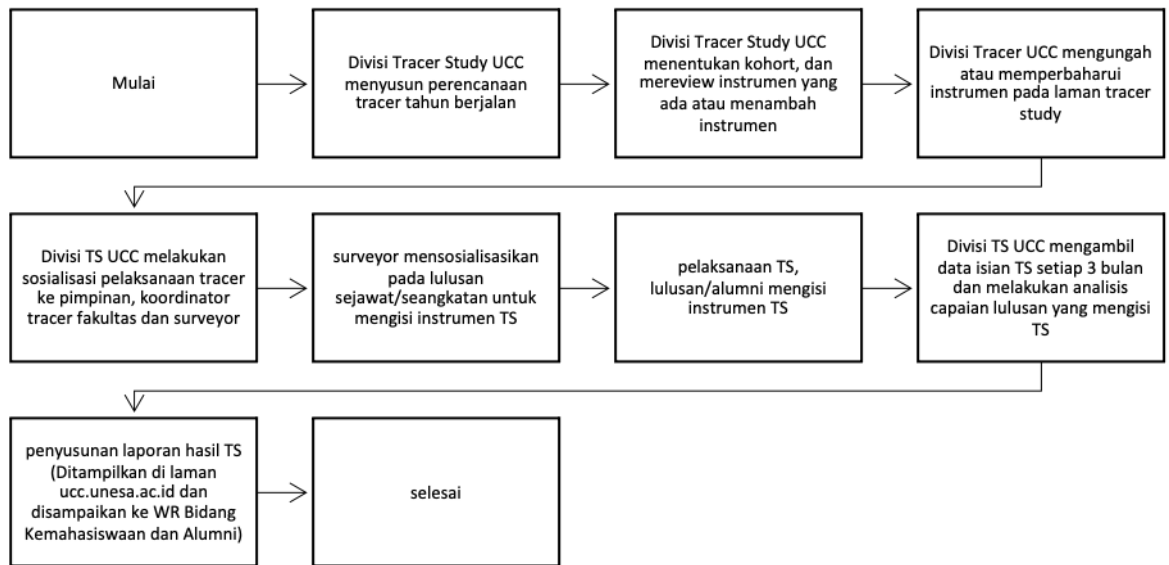 Mulai
Divisi Tracer Study UCC
menyusun perencanaan
tracer tahun berjalan
Divisi Tracer Study UCC
menentukan kohort, dan
mereview instrumen yang
ada atau menambah
instrumen
Divisi Tracer UCC mengungah
atau memperbaharui
instrumen pada laman tracer
study
Divisi TS UCC melakukan
sosialisasi pelaksanaan tracer
ke pimpinan, koordinator
tracer fakultas dan surveyor
surveyor mensosialisasikan
pada lulusan
sejawat/seangkatan untuk
mengisi instrumen TS
pelaksanaan TS,
lulusan/alumni mengisi
instrumen TS
Divisi TS UCC mengambil
data isian TS setiap 3 bulan
dan melakukan analisis
capaian lulusan yang mengisi
TS
penyusunan laporan hasil TS
(Ditampilkan di laman
ucc.unesa.ac.id dan
disampaikan ke WR Bidang
Kemahasiswaan dan Alumni)
selesai